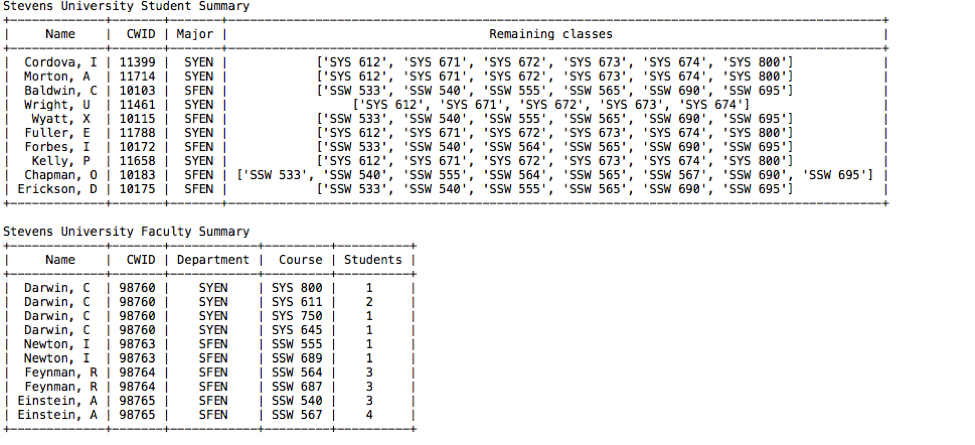 Stevens University Student Summary
+-------------+-------+-------+-----------------------------------------------------------------------------------------+
|     Name    |  CWID | Major |                                    Remaining classes                                    |
+-------------+-------+-------+-----------------------------------------------------------------------------------------+
|  Cordova, I | 11399 |  SYEN |            ['SYS 612', 'SYS 671', 'SYS 672', 'SYS 673', 'SYS 674', 'SYS 800']           |
|  Morton, A  | 11714 |  SYEN |            ['SYS 612', 'SYS 671', 'SYS 672', 'SYS 673', 'SYS 674', 'SYS 800']           |
|  Baldwin, C | 10103 |  SFEN |            ['SSW 533', 'SSW 540', 'SSW 555', 'SSW 565', 'SSW 690', 'SSW 695']           |
|  Wright, U  | 11461 |  SYEN |                 ['SYS 612', 'SYS 671', 'SYS 672', 'SYS 673', 'SYS 674']                 |
|   Wyatt, X  | 10115 |  SFEN |            ['SSW 533', 'SSW 540', 'SSW 555', 'SSW 565', 'SSW 690', 'SSW 695']           |
|  Fuller, E  | 11788 |  SYEN |            ['SYS 612', 'SYS 671', 'SYS 672', 'SYS 673', 'SYS 674', 'SYS 800']           |
|  Forbes, I  | 10172 |  SFEN |            ['SSW 533', 'SSW 540', 'SSW 564', 'SSW 565', 'SSW 690', 'SSW 695']           |
|   Kelly, P  | 11658 |  SYEN |            ['SYS 612', 'SYS 671', 'SYS 672', 'SYS 673', 'SYS 674', 'SYS 800']           |
|  Chapman, O | 10183 |  SFEN | ['SSW 533', 'SSW 540', 'SSW 555', 'SSW 564', 'SSW 565', 'SSW 567', 'SSW 690', 'SSW 695'] |
| Erickson, D | 10175 |  SFEN |            ['SSW 533', 'SSW 540', 'SSW 555', 'SSW 565', 'SSW 690', 'SSW 695']           |
+-------------+-------+-------+-----------------------------------------------------------------------------------------+
Stevens University Faculty Summary
+-------------+-------+------------+---------+----------+
|     Name    |  CWID | Department |  Course | Students |
+-------------+-------+------------+---------+----------+
|  Darwin, C  | 98760 |    SYEN    | SYS 800 |    1     |
|  Darwin, C  | 98760 |    SYEN    | SYS 611 |    2     |
|  Darwin, C  | 98760 |    SYEN    | SYS 750 |    1     |
|  Darwin, C  | 98760 |    SYEN    | SYS 645 |    1     |
|  Newton, I  | 98763 |    SFEN    | SSW 555 |    1     |
|  Newton, I  | 98763 |    SFEN    | SSW 689 |    1     |
|  Feynman, R | 98764 |    SFEN    | SSW 564 |    3     |
|  Feynman, R | 98764 |    SFEN    | SSW 687 |    3     |
| Einstein, A | 98765 |    SFEN    | SSW 540 |    3     |
| Einstein, A | 98765 |    SFEN    | SSW 567 |    4     |
+-------------+-------+------------+---------+----------+